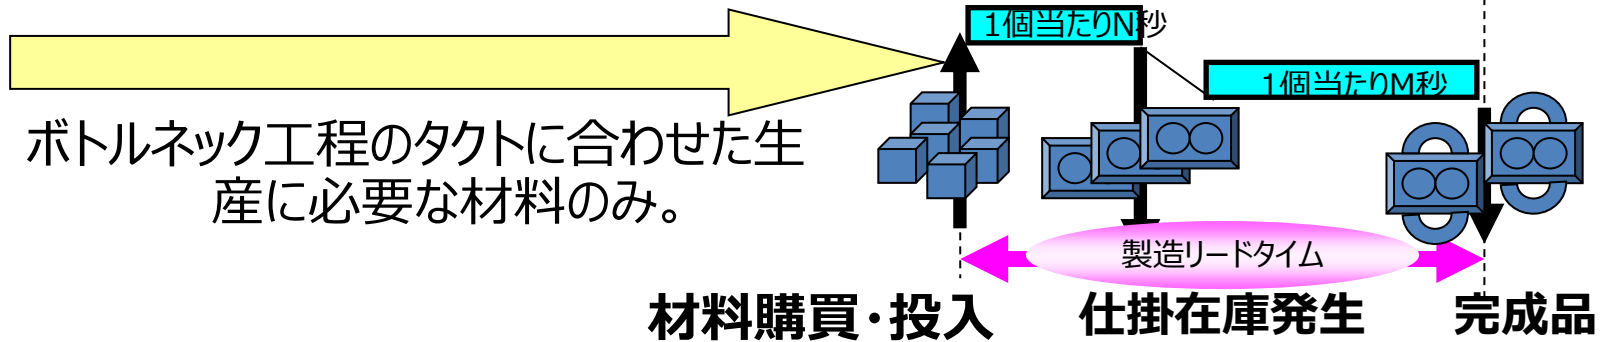 1個当たりN秒
1個当たりM秒
ボトルネック工程のタクトに合わせた生
産に必要な材料のみ。
製造リードタイム
材料購買・投入
仕掛在庫発生
完成品